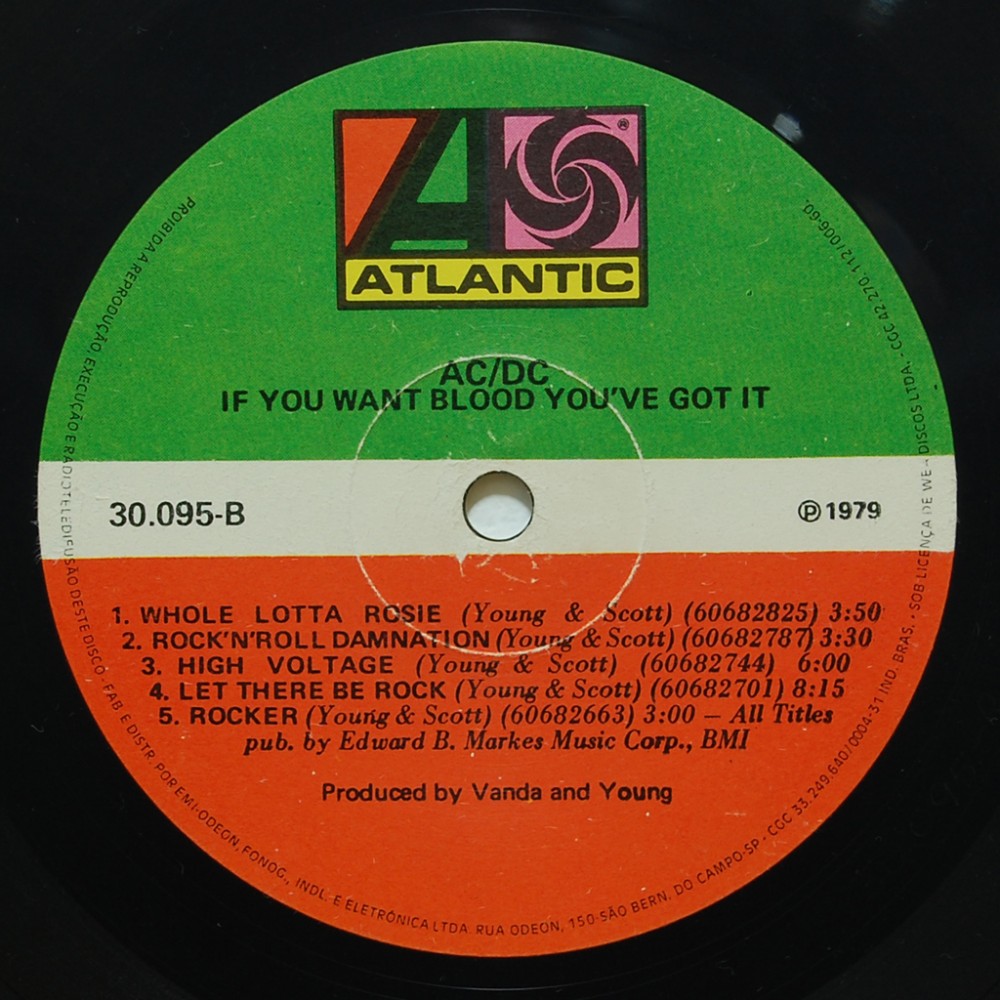 ®
ATLANTIC
AC/DC
IF YOU WANT BLOOD YOU'VE GOT IT
30.095-B
℗ 1979
1. WHOLE LOTTA ROSIE (Young & Scott) (60682825) 3:50
2. ROCK'N'ROLL DAMNATION (Young & Scott) (60682787) 3:30
3. HIGH VOLTAGE (Young & Scott) (60682744) 6:00
4. LET THERE BE ROCK (Young & Scott) (60682701) 8:15
5. ROCKER (Young & Scott) (60682663) 3:00 – All Titles
pub. by Edward B. Markes Music Corp., BMI
Produced by Vanda and Young
PROIBIDA A REPRODUÇÃO, EXECUÇÃO E RADIOTELEDIFUSÃO DESTE DISCO - FAB E DISTR. POR EMI-ODEON, FONOG., INDL. E ELETRÔNICA LTDA. RUA ODEON, 150-SÃO BERN. DO CAMPO-SP - CGC 33.249.640/0004-31 IND. BRAS. - SOB LICENÇA DE WEA DISCOS LTDA. - CGC 42.270.112/006-60.